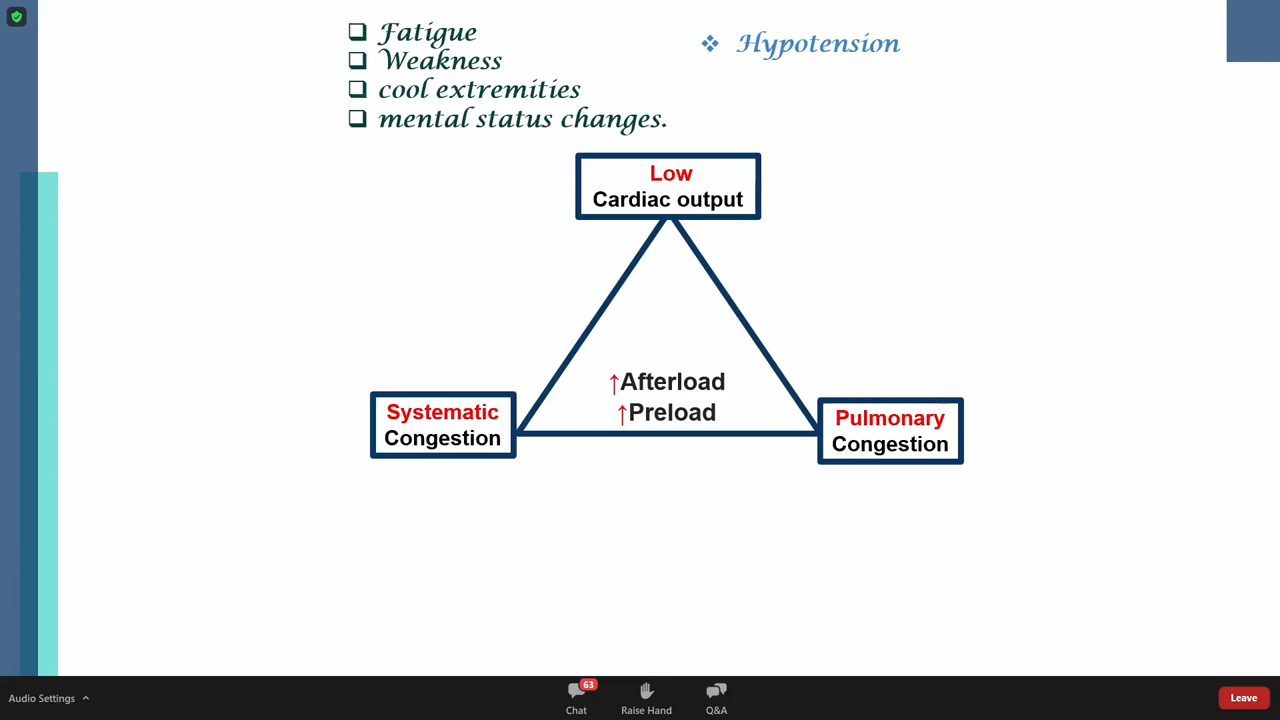 Fatigue
Weakness
cool extremities
mental status changes.
Hypotension
Low
Cardiac output
↑Afterload
↑Preload
Systematic
Congestion
Pulmonary
Congestion
Audio Settings
63
Chat
Raise Hand
Q&A
Leave